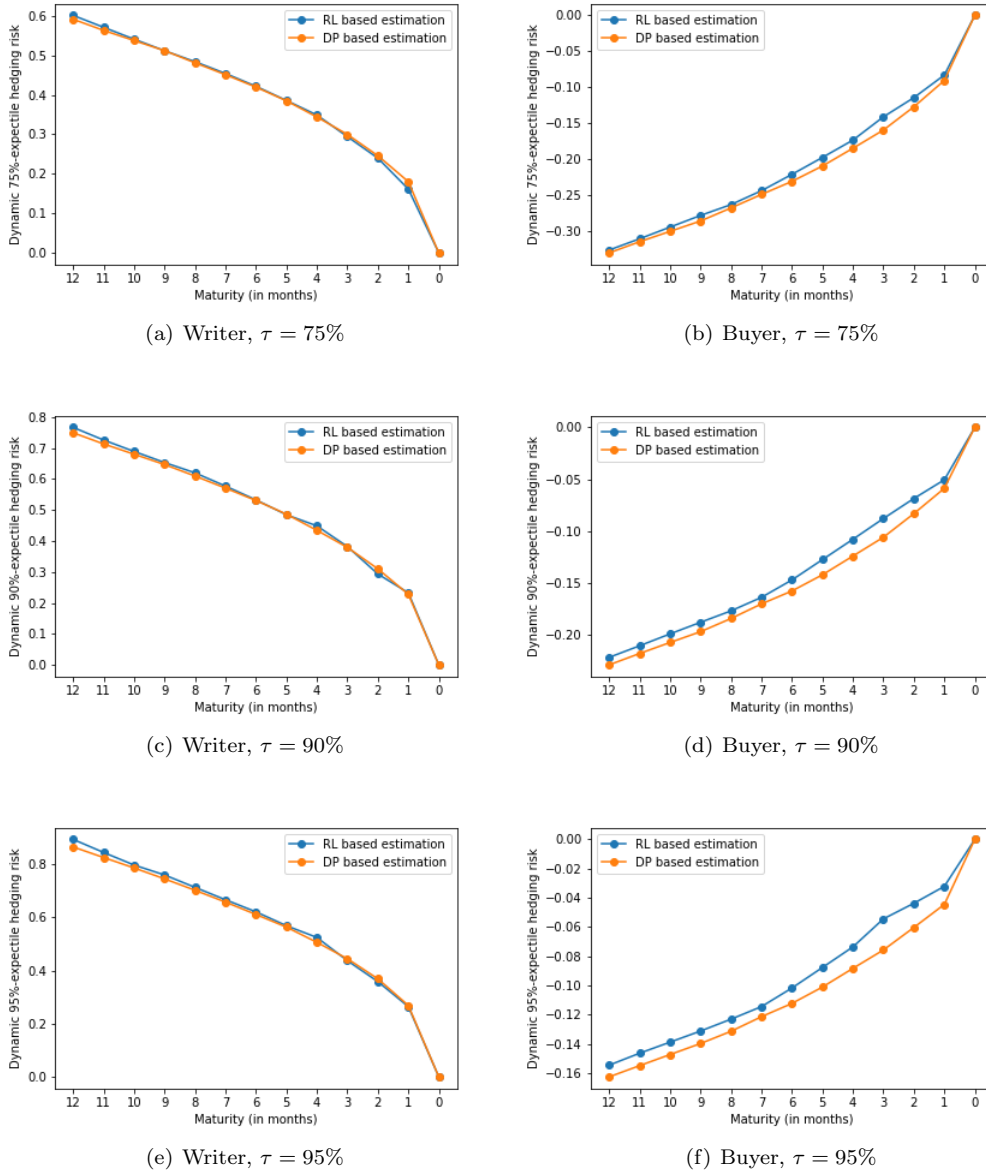 Dynamic 75%-expectile hedging risk
0.6
0.5
0.4
0.3
0.2
0.1
0.0
RL based estimation
DP based estimation
12 11 10 9 8 7 6 5 4 3 2 1 0
Maturity (in months)
(a) Writer, τ = 75%
Dynamic 75%-expectile hedging risk
0.00
−0.05
−0.10
−0.15
−0.20
−0.25
−0.30
RL based estimation
DP based estimation
12 11 10 9 8 7 6 5 4 3 2 1 0
Maturity (in months)
(b) Buyer, τ = 75%
Dynamic 90%-expectile hedging risk
0.8
0.7
0.6
0.5
0.4
0.3
0.2
0.1
0.0
RL based estimation
DP based estimation
12 11 10 9 8 7 6 5 4 3 2 1 0
Maturity (in months)
(c) Writer, τ = 90%
Dynamic 90%-expectile hedging risk
0.00
−0.05
−0.10
−0.15
−0.20
RL based estimation
DP based estimation
12 11 10 9 8 7 6 5 4 3 2 1 0
Maturity (in months)
(d) Buyer, τ = 90%
Dynamic 95%-expectile hedging risk
0.8
0.6
0.4
0.2
0.0
RL based estimation
DP based estimation
12 11 10 9 8 7 6 5 4 3 2 1 0
Maturity (in months)
(e) Writer, τ = 95%
Dynamic 95%-expectile hedging risk
0.00
−0.02
−0.04
−0.06
−0.08
−0.10
−0.12
−0.14
−0.16
RL based estimation
DP based estimation
12 11 10 9 8 7 6 5 4 3 2 1 0
Maturity (in months)
(f) Buyer, τ = 95%